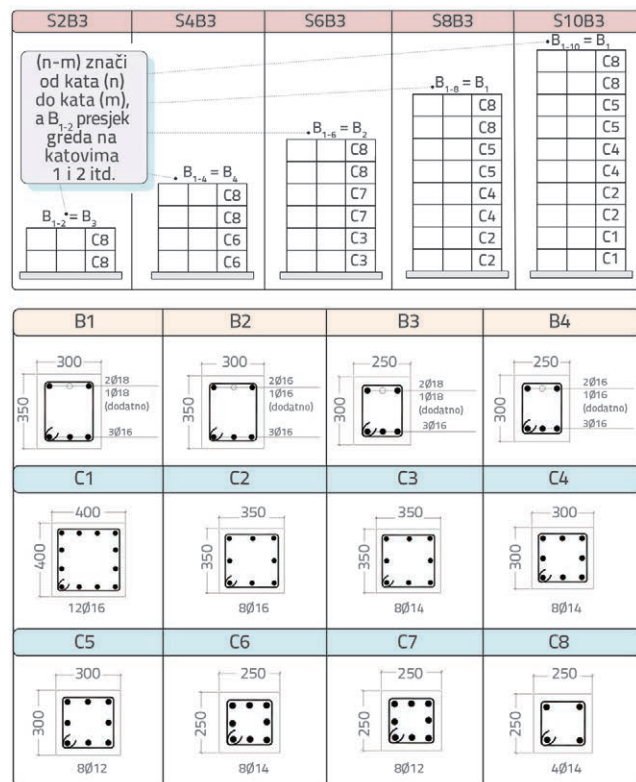 S2B3 S4B3 S6B3 S8B3 S10B3
(n-m) znači
od kata (n)
do kata (m),
a B1-2 presjek
greda na
katovima
1 i 2 itd.
B1-2 = B3
C8
C8
B1-4 = B4
C8
C8
C6
C6
B1-6 = B2
C8
C8
C7
C7
C3
C3
B1-8 = B1
C8
C8
C5
C5
C4
C4
C2
C2
B1-10 = B1
C8
C8
C5
C5
C4
C4
C2
C2
C1
C1
B1 B2 B3 B4
300
350
2Ø18
1Ø18
(dodatno)
3Ø16
300
350
2Ø16
1Ø16
(dodatno)
3Ø16
250
300
2Ø18
1Ø18
(dodatno)
3Ø16
250
300
2Ø16
1Ø16
(dodatno)
3Ø16
C1 C2 C3 C4
400
400
12Ø16
350
350
8Ø16
350
350
8Ø14
300
300
8Ø14
C5 C6 C7 C8
300
300
8Ø12
250
250
8Ø14
250
250
8Ø12
250
250
4Ø14